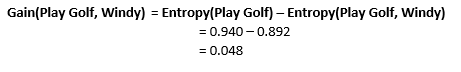 Gain(Play Golf, Windy) = Entropy(Play Golf) – Entropy(Play Golf, Windy)
= 0.940 – 0.892
= 0.048